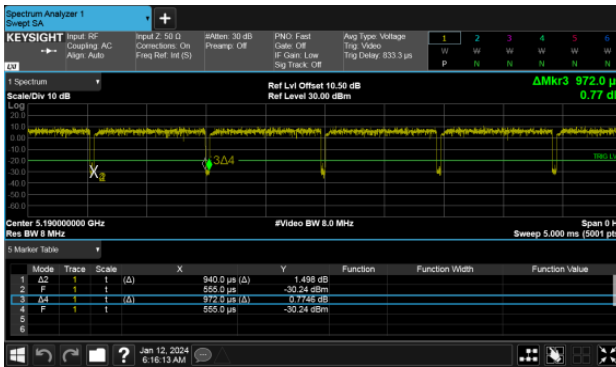 Spectrum Analyzer 1
Swept SA
KEYSIGHT Input: RF Input Z: 50 Ω #Atten: 30 dB PNO: Fast Avg Type: Voltage 1 2 3 4 5 6
Coupling: AC Corrections: On Preamp: Off Gate: Off Trig: Video W W W W W W
Align: Auto Freq Ref: Int (S) IF Gain: Low Trig Delay: 833.3 µs P N N N N N
Sig Track: Off
LXI
1 Spectrum
Scale/Div 10 dB
Ref Lvl Offset 10.50 dB
Ref Level 30.00 dBm
ΔMkr3 972.0 µ
0.77 d
Log
20.0
10.0
0.00
-10.0
-20.0
-30.0
-40.0
-50.0
-60.0
3Δ4
TRIG LV
Center 5.190000000 GHz #Video BW 8.0 MHz Span 0 H
Res BW 8 MHz Sweep 5.000 ms (5001 pts
5 Marker Table
Mode Trace Scale X Y Function Function Width Function Value
1 Δ2 1 t (Δ) 940.0 µs (Δ) 1.498 dB
2 F 1 t 555.0 µs -30.24 dBm
3 Δ4 1 t (Δ) 972.0 µs (Δ) 0.7746 dB
4 F 1 t 555.0 µs -30.24 dBm
5
6
? Jan 12, 2024
6:16:13 AM